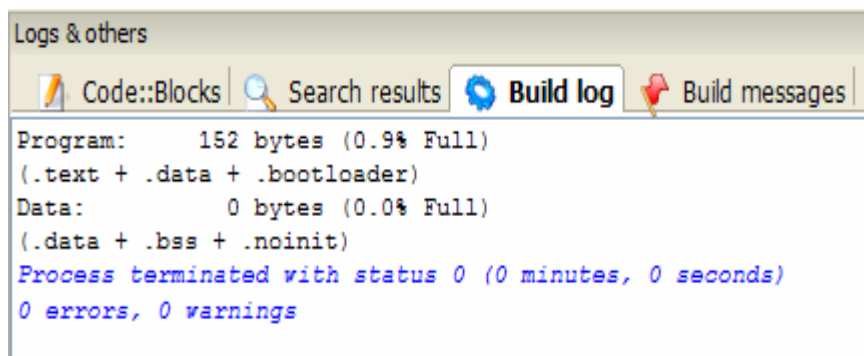 Logs & others
Code::Blocks Search results Build log Build messages
Program: 152 bytes (0.9% Full)
(.text + .data + .bootloader)
Data: 0 bytes (0.0% Full)
(.data + .bss + .noinit)
Process terminated with status 0 (0 minutes, 0 seconds)
0 errors, 0 warnings